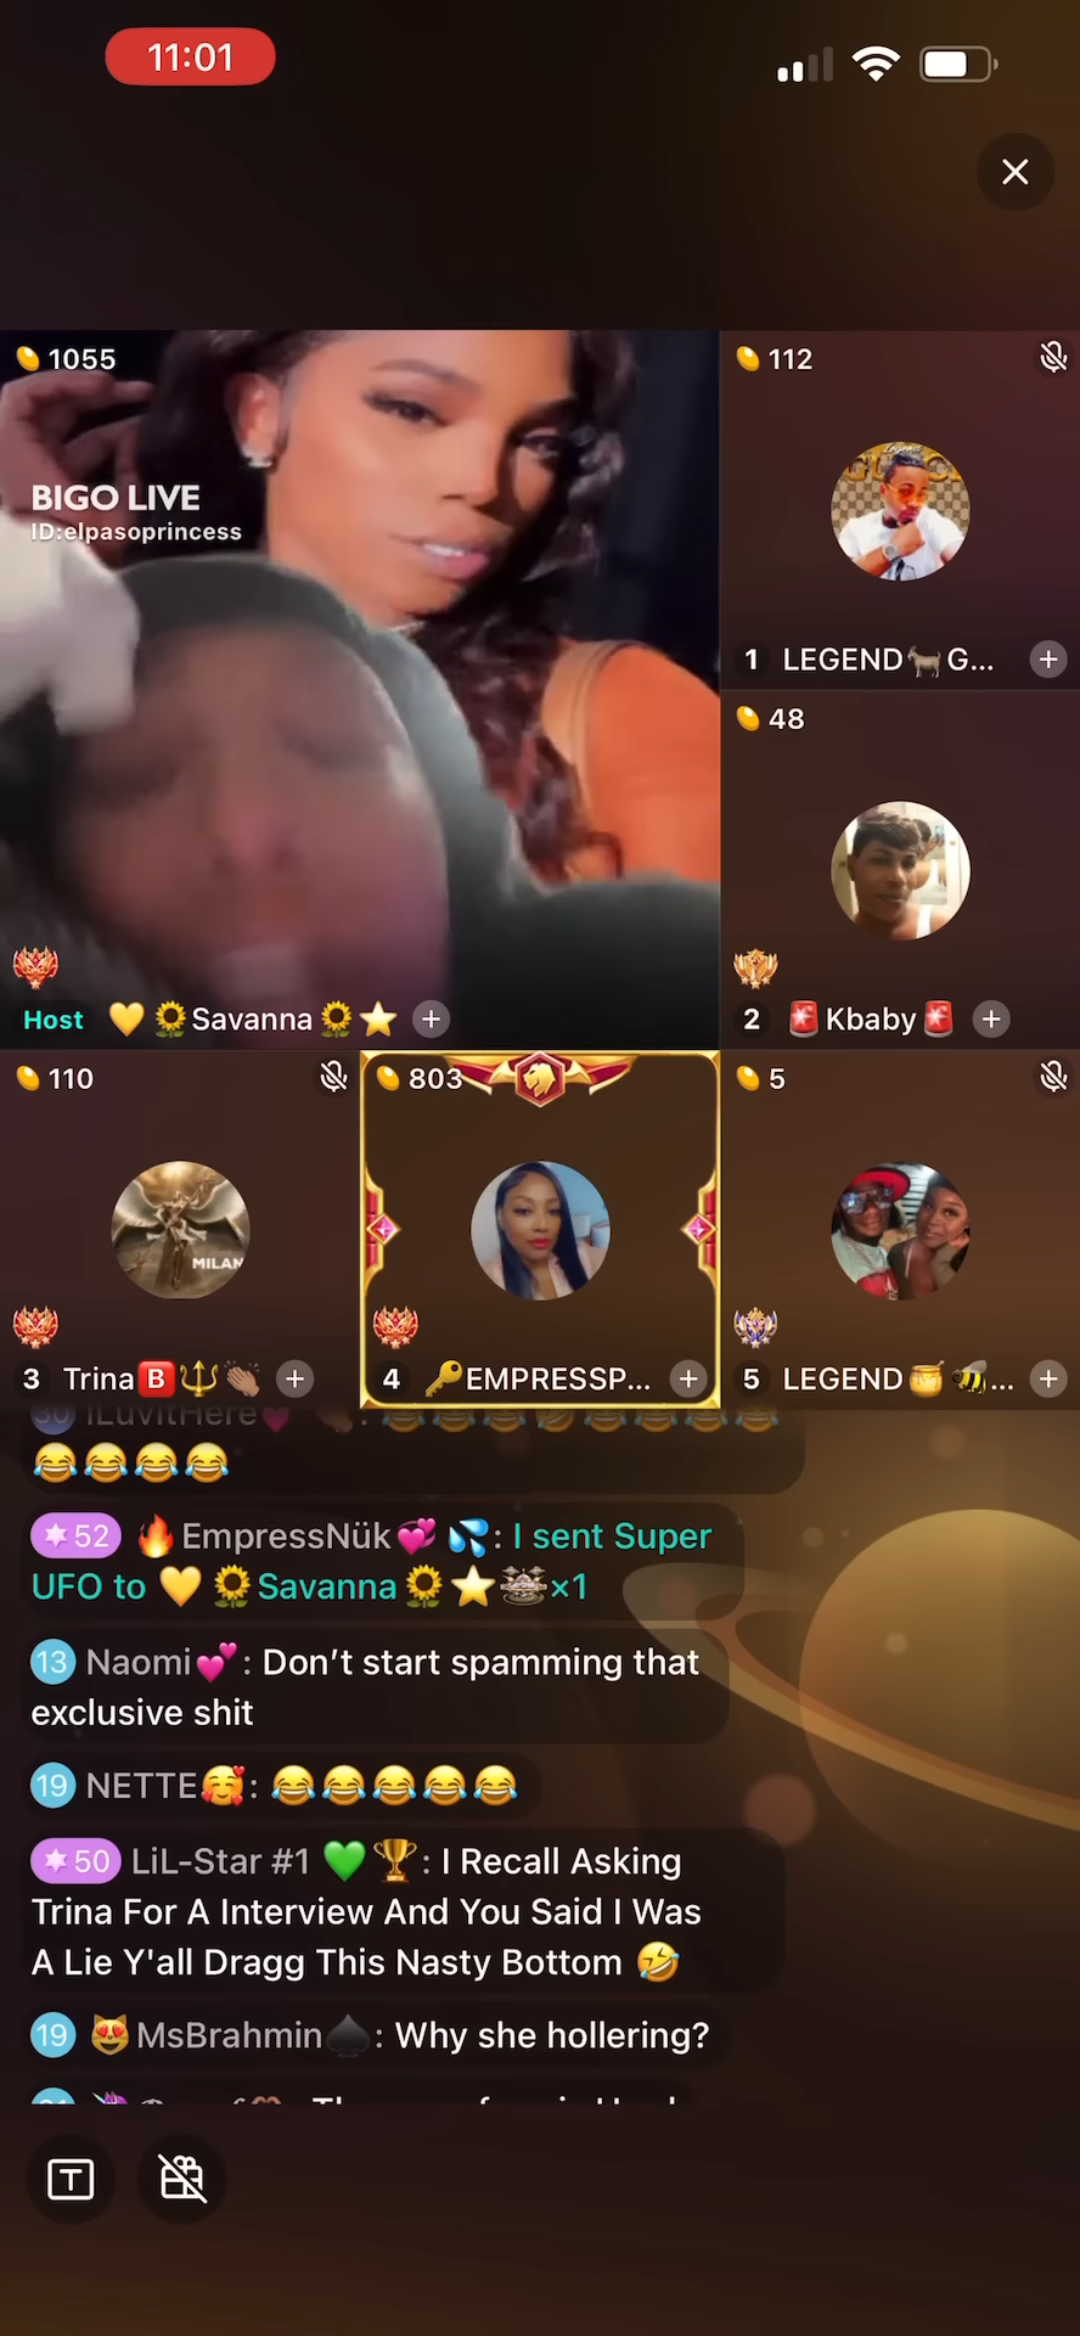 11:01
1055
112
BIGO LIVE
ID:elpasoprincess
1 LEGEND🐐G...
48
Host 💛🌻Savanna🌻⭐
2 🚨Kbaby🚨
110
803
5
MILAN
3 Trina🅱️🔱👏🏽
4 🔑EMPRESSP...
5 LEGEND🍯🐝...
30 ILuvItHere
😂😂😂😂
52 🔥EmpressNük💞💦: I sent Super
UFO to 💛🌻Savanna🌻⭐×1
13 Naomi💕: Don't start spamming that
exclusive shit
19 NETTE🥰: 😂😂😂😂😂
50 LiL-Star #1 💚🏆: I Recall Asking
Trina For A Interview And You Said I Was
A Lie Y'all Dragg This Nasty Bottom 🤣
19 😻MsBrahmin♠️: Why she hollering?